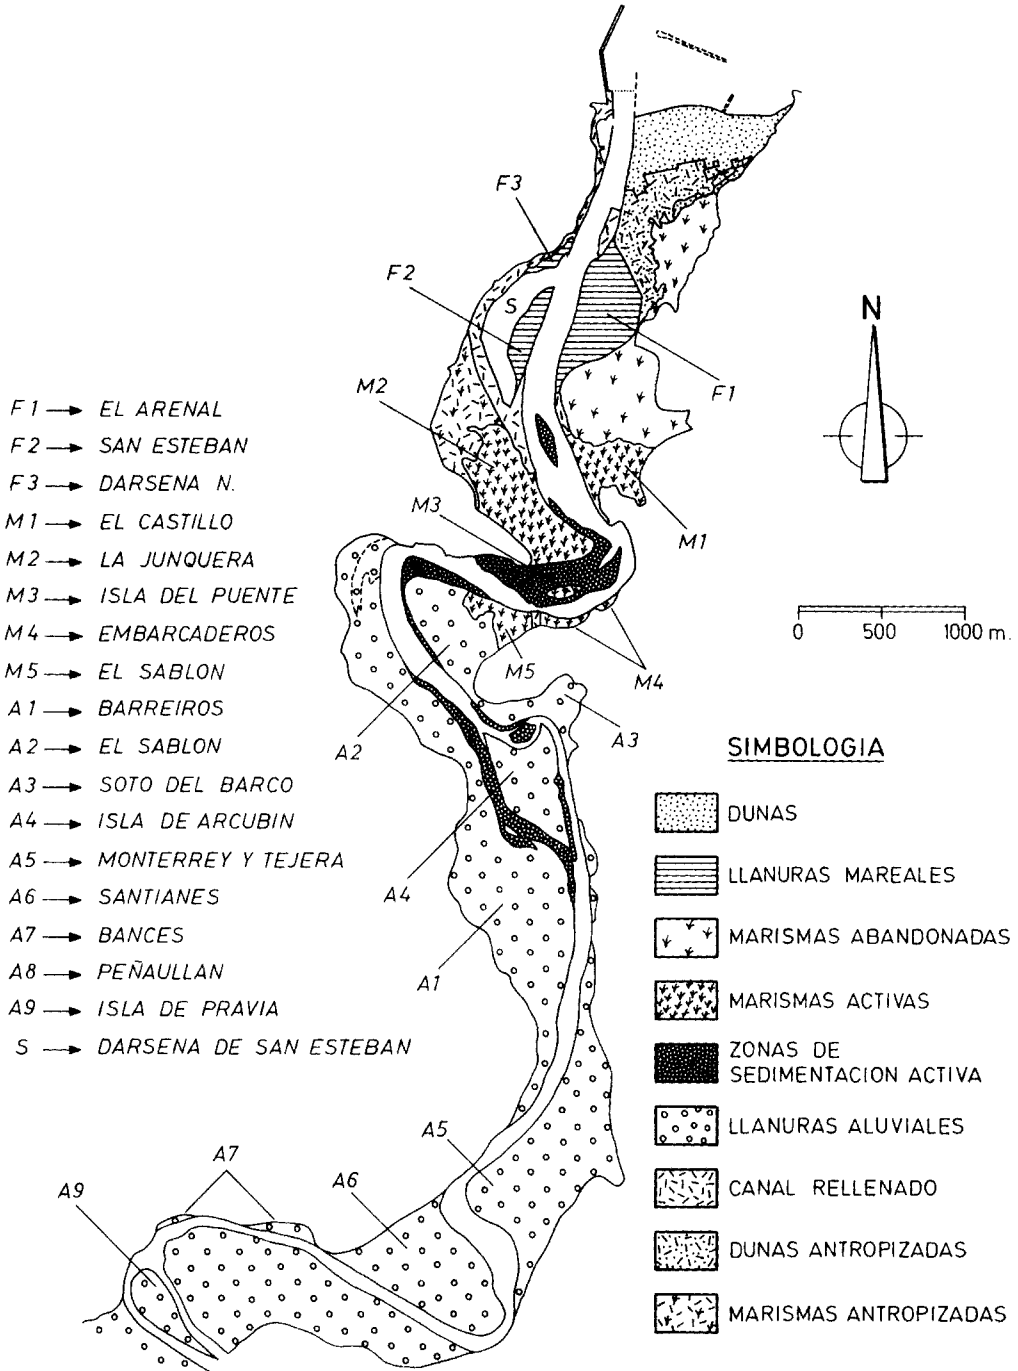 F3
F2
S
N
M2
F1
F1 → EL ARENAL
F2 → SAN ESTEBAN
F3 → DARSENA N.
M1 → EL CASTILLO
M2 → LA JUNQUERA
M3 → ISLA DEL PUENTE
M4 → EMBARCADEROS
M5 → EL SABLON
A1 → BARREIROS
A2 → EL SABLON
A3 → SOTO DEL BARCO
A4 → ISLA DE ARCUBIN
A5 → MONTERREY Y TEJERA
A6 → SANTIANES
A7 → BANCES
A8 → PEÑAULLAN
A9 → ISLA DE PRAVIA
S → DARSENA DE SAN ESTEBAN
M3
M1
0 500 1000 m.
M5
M4
A2
A3
A4
A1
A5
A7
A6
A9
SIMBOLOGIA
DUNAS
LLANURAS MAREALES
MARISMAS ABANDONADAS
MARISMAS ACTIVAS
ZONAS DE
SEDIMENTACION ACTIVA
LLANURAS ALUVIALES
CANAL RELLENADO
DUNAS ANTROPIZADAS
MARISMAS ANTROPIZADAS